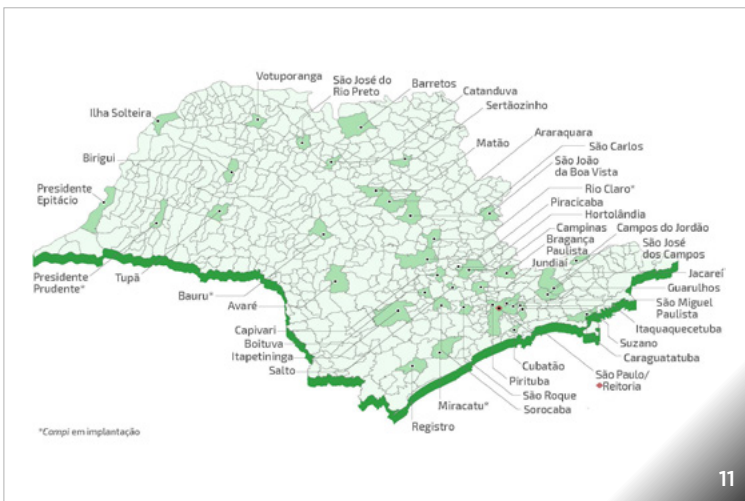 Votuporanga
São José do
Rio Preto
Barretos
Catanduva
Sertãozinho
Ilha Solteira
Matão
Araraquara
São Carlos
São João
da Boa Vista
Birigui
Rio Claro*
Piracicaba
Hortolândia
Presidente
Epitácio
Campinas
Campos do Jordão
Bragança
Paulista
São José
dos Campos
Jundiaí
Jacareí
Presidente
Prudente*
Tupã
Guarulhos
Bauru*
São Miguel
Paulista
Avaré
Itaquaquecetuba
Capivari
Suzano
Boituva
Caraguatatuba
Itapetininga
Cubatão
Salto
São Paulo/
Reitoria
Pirituba
São Roque
Miracatu*
Sorocaba
Registro
*Campi em implantação
11